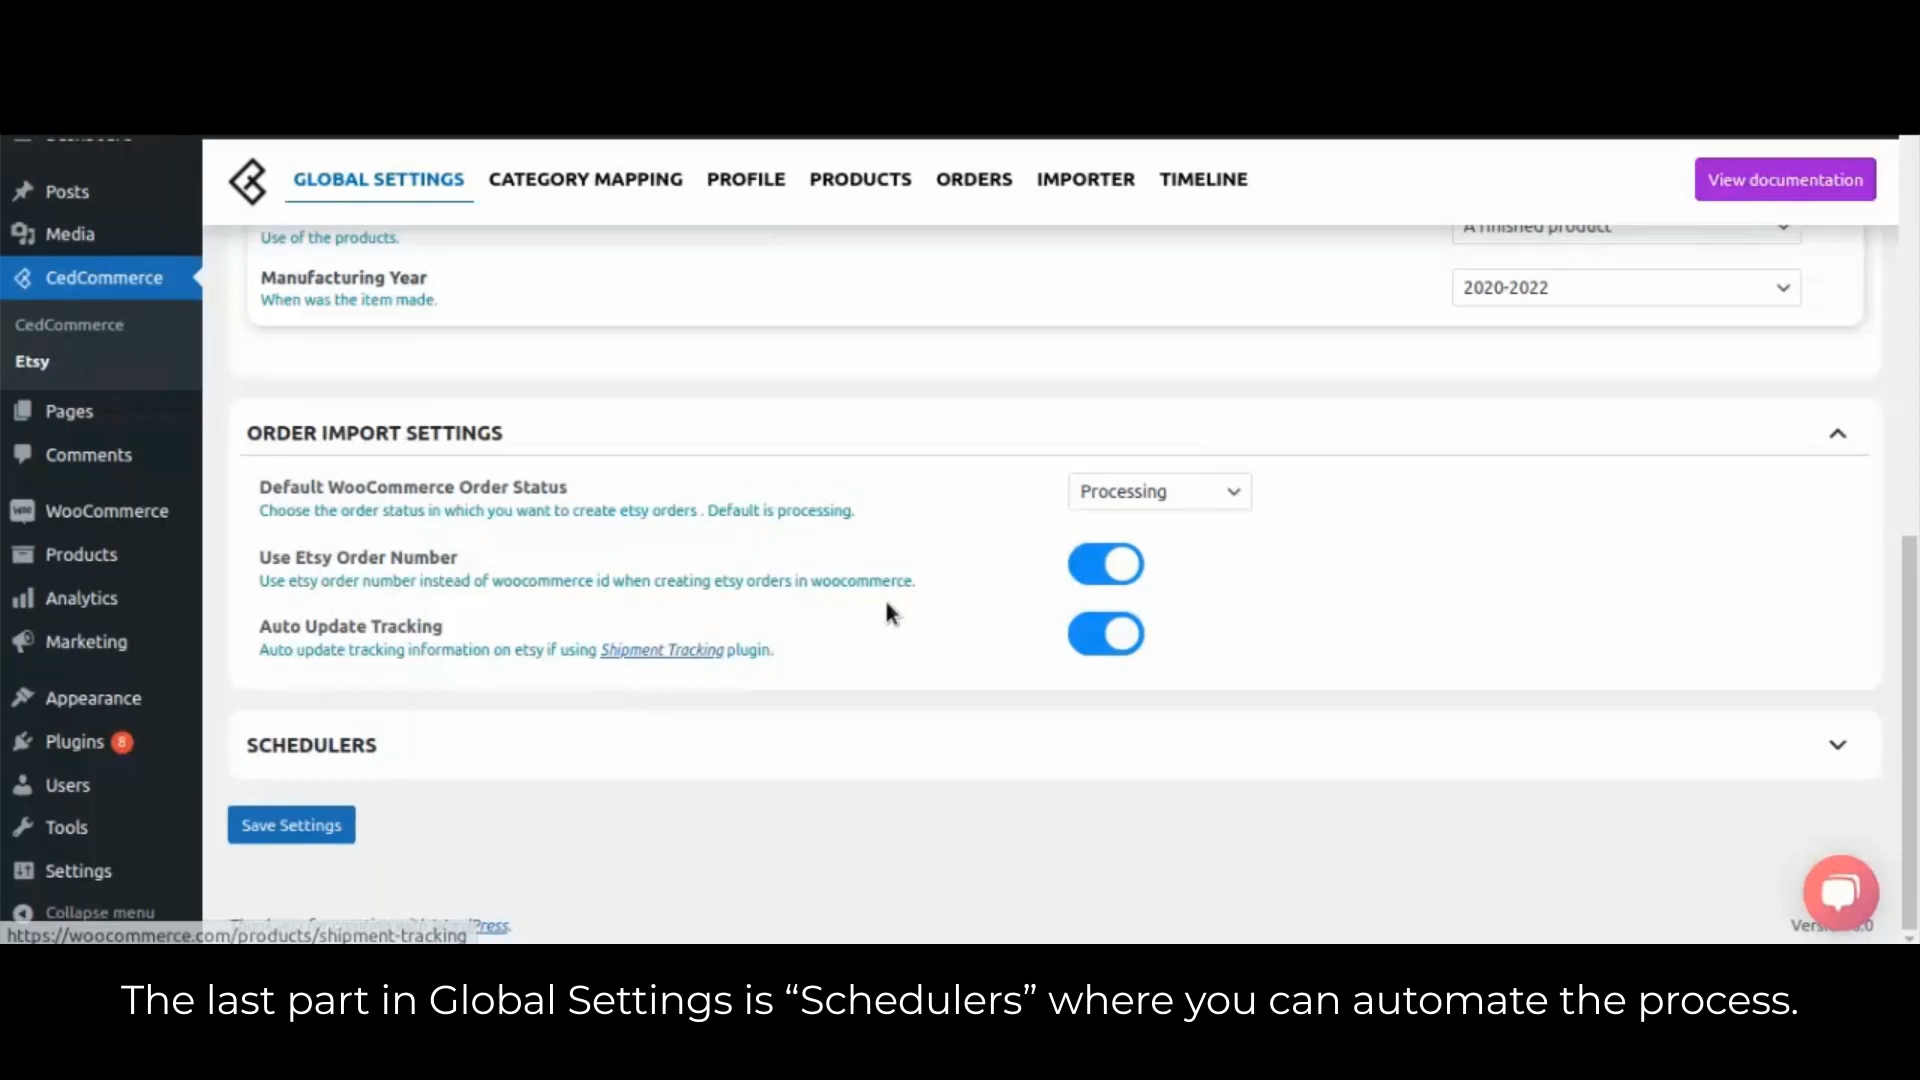 Posts
Media
CedCommerce
CedCommerce
Etsy
Pages
Comments
WooCommerce
Products
Analytics
Marketing
Appearance
Plugins 8
Users
Tools
Settings
Collapse menu
GLOBAL SETTINGS CATEGORY MAPPING PROFILE PRODUCTS ORDERS IMPORTER TIMELINE
View documentation
Use of the products.
A finished product
Manufacturing Year
When was the item made.
2020-2022
ORDER IMPORT SETTINGS
Default WooCommerce Order Status
Choose the order status in which you want to create etsy orders . Default is processing.
Processing
Use Etsy Order Number
Use etsy order number instead of woocommerce id when creating etsy orders in woocommerce.
Auto Update Tracking
Auto update tracking information on etsy if using Shipment Tracking plugin.
SCHEDULERS
Save Settings
https://woocommerce.com/products/shipment-tracking
The last part in Global Settings is “Schedulers” where you can automate the process.